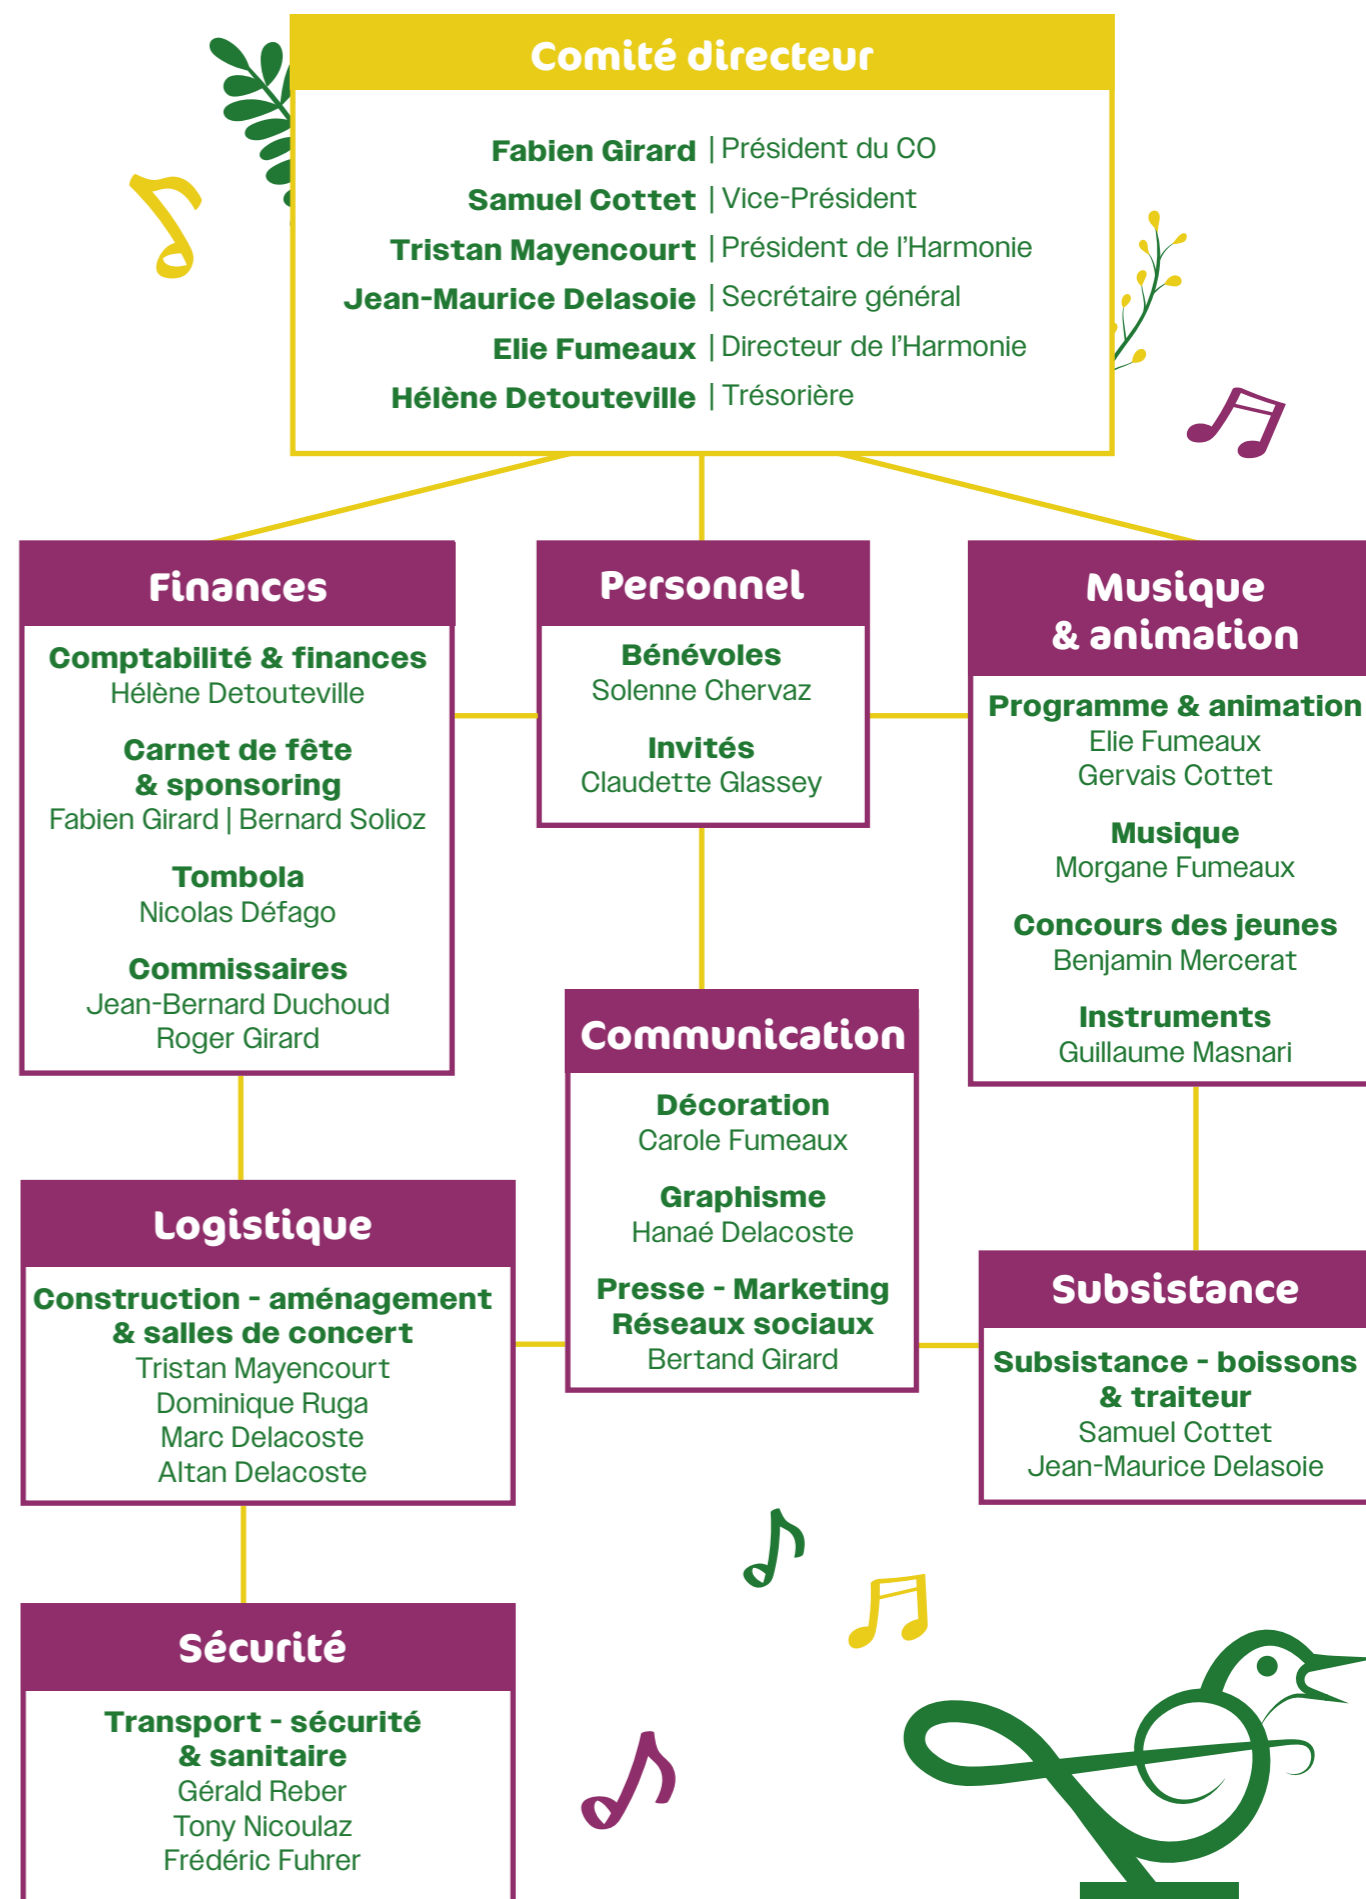 Comité directeur
Fabien Girard | Président du CO
Samuel Cottet | Vice-Président
Tristan Mayencourt | Président de l'Harmonie
Jean-Maurice Delasoie | Secrétaire général
Elie Fumeaux | Directeur de l'Harmonie
Hélène Detouteville | Trésorière
Finances
Comptabilité & finances
Hélène Detouteville
Carnet de fête
& sponsoring
Fabien Girard | Bernard Solioz
Tombola
Nicolas Défago
Commissaires
Jean-Bernard Duchoud
Roger Girard
Personnel
Bénévoles
Solenne Chervaz
Invités
Claudette Glassey
Musique
& animation
Programme & animation
Elie Fumeaux
Gervais Cottet
Musique
Morgane Fumeaux
Concours des jeunes
Benjamin Mercerat
Instruments
Guillaume Masnari
Communication
Décoration
Carole Fumeaux
Graphisme
Hanaé Delacoste
Presse - Marketing
Réseaux sociaux
Bertand Girard
Logistique
Construction - aménagement
& salles de concert
Tristan Mayencourt
Dominique Ruga
Marc Delacoste
Altan Delacoste
Subsistance
Subsistance - boissons
& traiteur
Samuel Cottet
Jean-Maurice Delasoie
Sécurité
Transport - sécurité
& sanitaire
Gérald Reber
Tony Nicoulaz
Frédéric Fuhrer